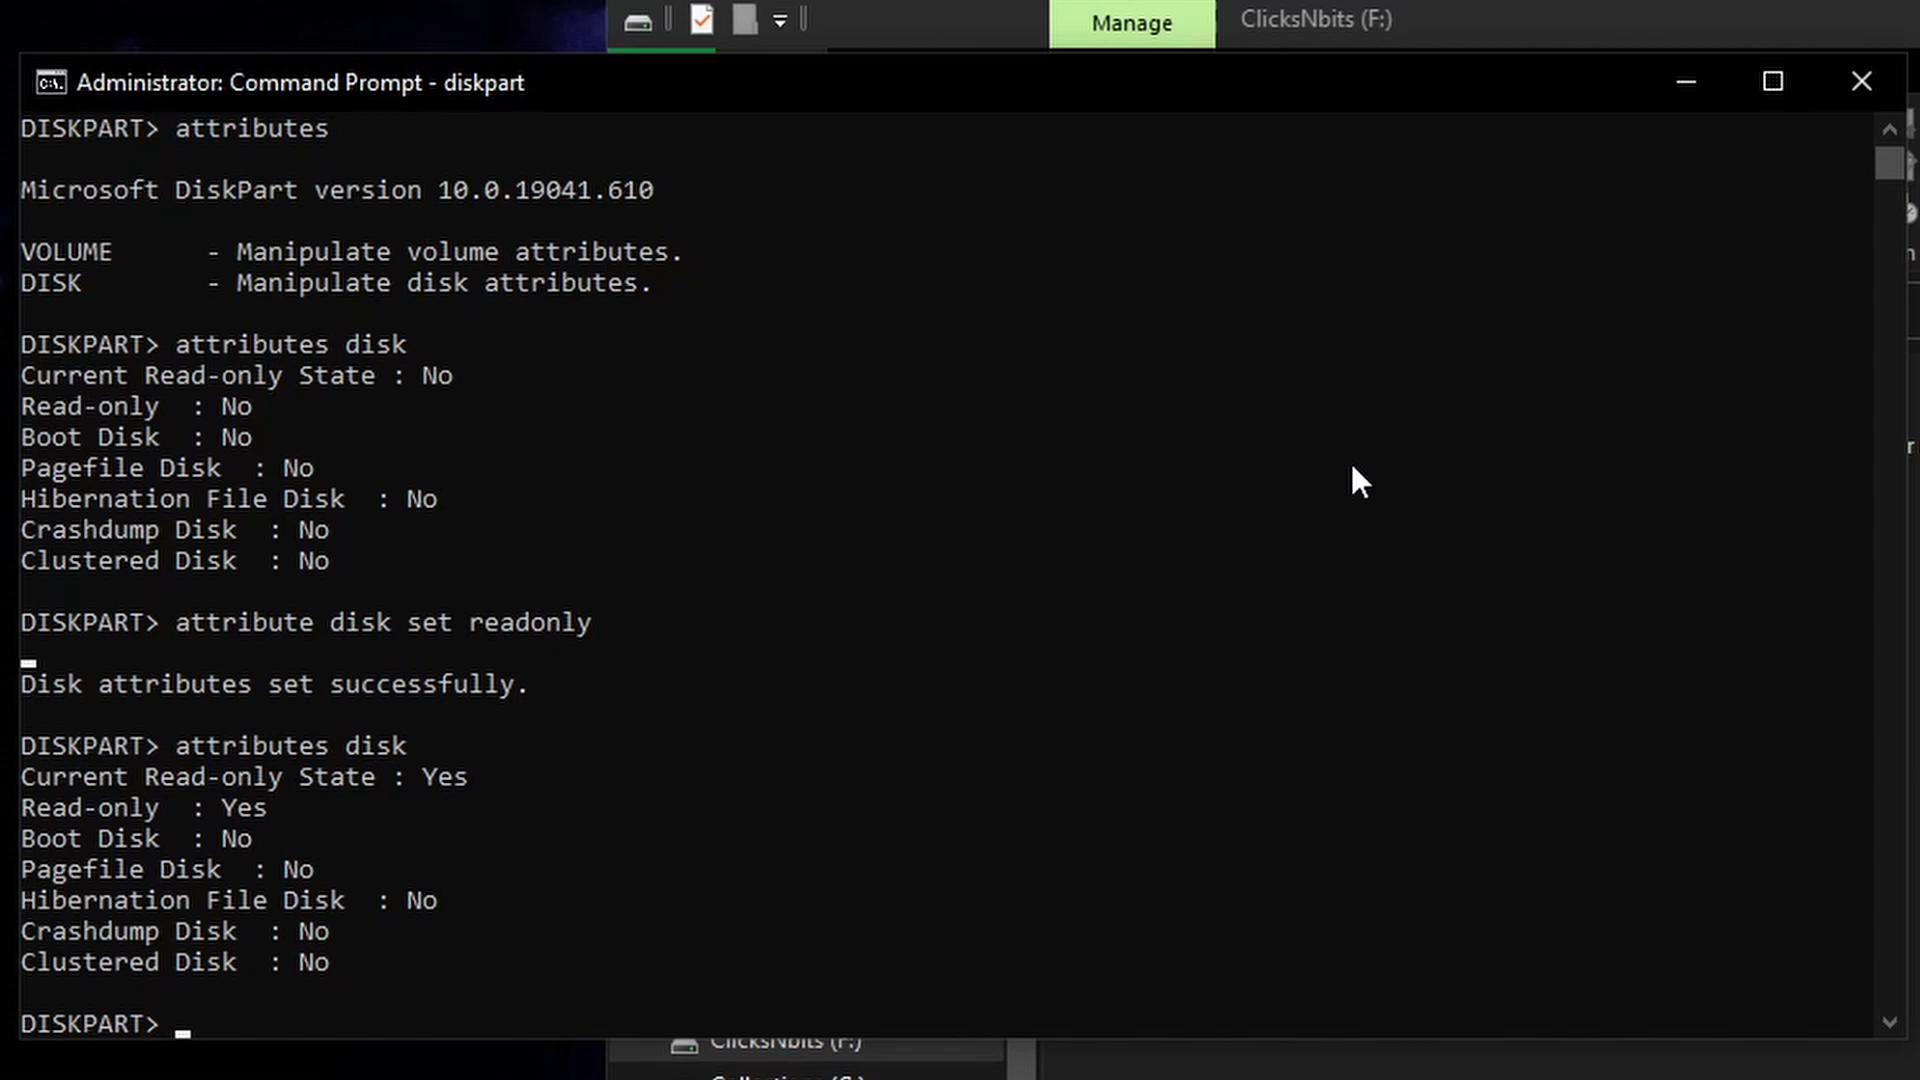 Manage
ClicksNbits (F:)
Administrator: Command Prompt - diskpart
DISKPART> attributes
Microsoft DiskPart version 10.0.19041.610
VOLUME      - Manipulate volume attributes.
DISK        - Manipulate disk attributes.
DISKPART> attributes disk
Current Read-only State : No
Read-only  : No
Boot Disk  : No
Pagefile Disk  : No
Hibernation File Disk  : No
Crashdump Disk  : No
Clustered Disk  : No
DISKPART> attribute disk set readonly
Disk attributes set successfully.
DISKPART> attributes disk
Current Read-only State : Yes
Read-only  : Yes
Boot Disk  : No
Pagefile Disk  : No
Hibernation File Disk  : No
Crashdump Disk  : No
Clustered Disk  : No
DISKPART>
ClicksNbits (F:)